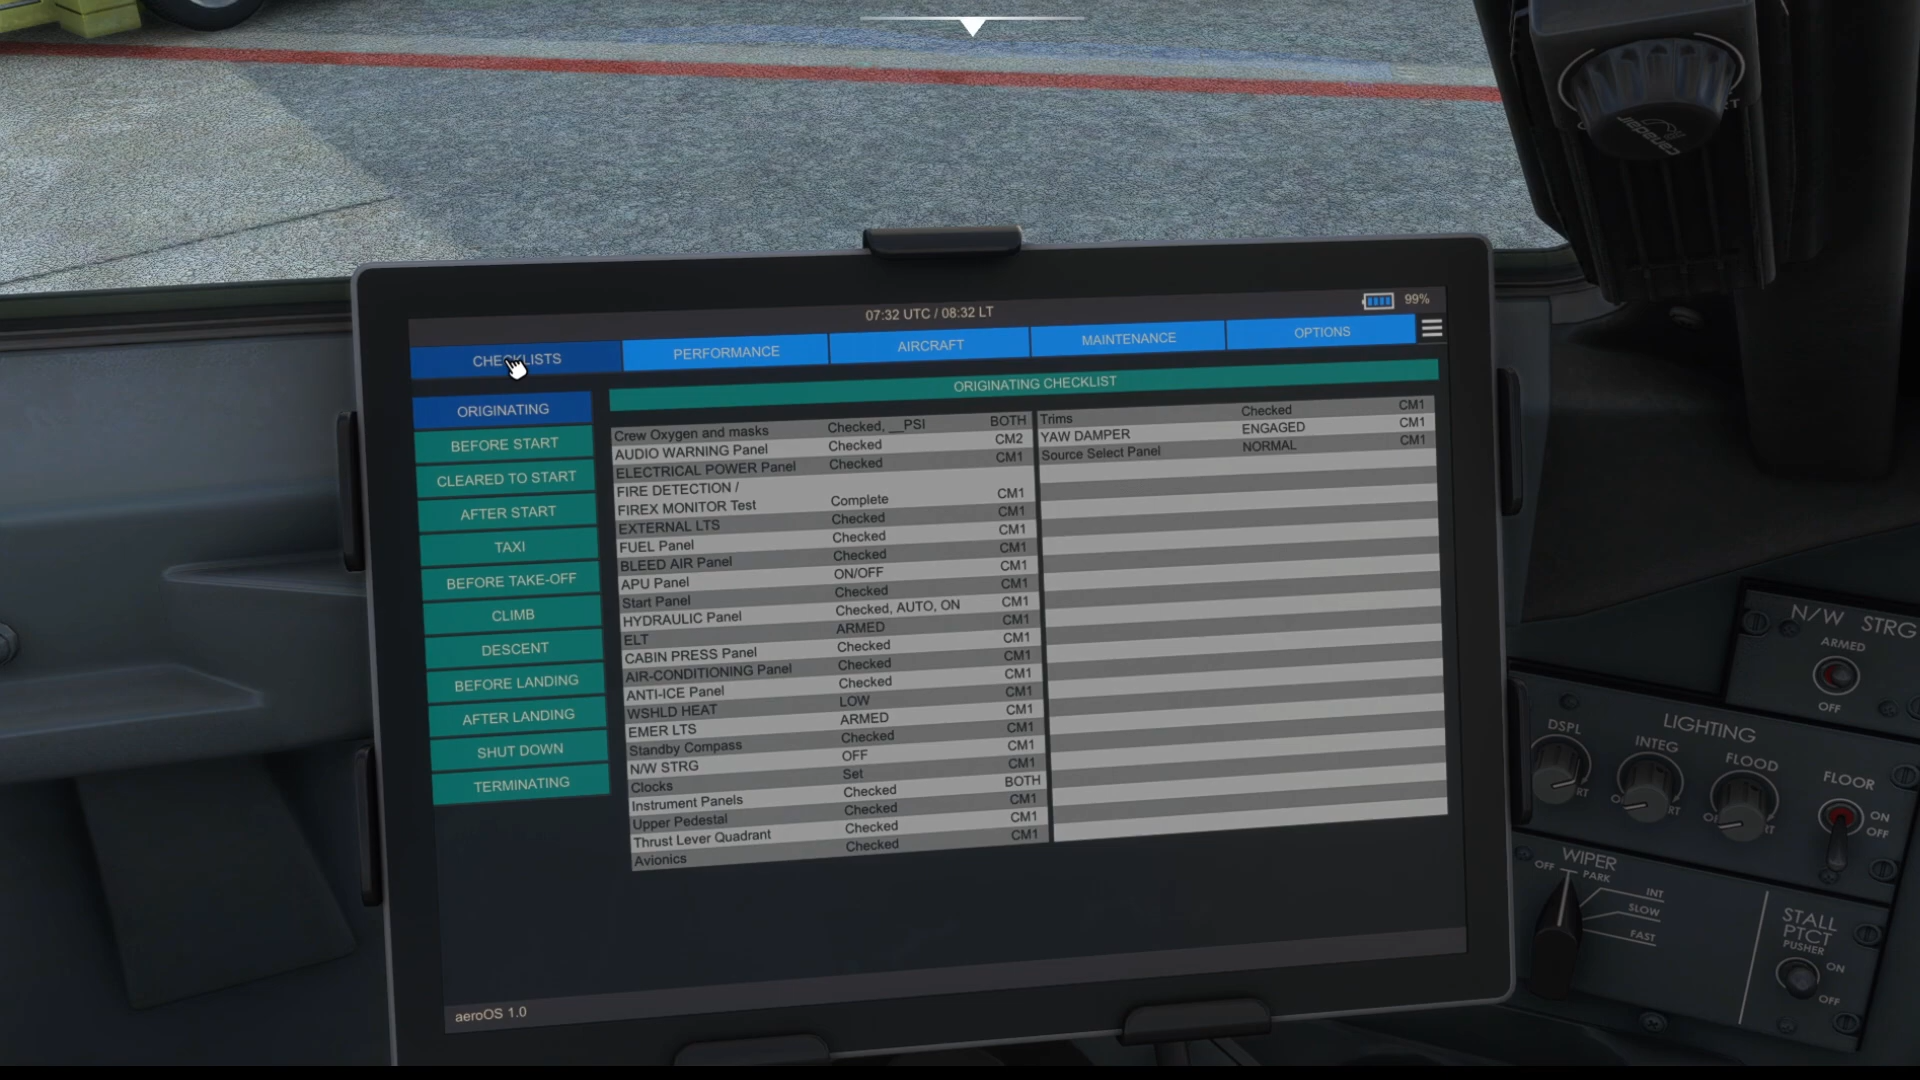 07:32 UTC / 08:32 LT
99%
CHECKLISTS
PERFORMANCE
AIRCRAFT
MAINTENANCE
OPTIONS
ORIGINATING
BEFORE START
CLEARED TO START
AFTER START
TAXI
BEFORE TAKE-OFF
CLIMB
DESCENT
BEFORE LANDING
AFTER LANDING
SHUT DOWN
TERMINATING
ORIGINATING CHECKLIST
Crew Oxygen and masks Checked, __PSI BOTH
AUDIO WARNING Panel Checked CM2
ELECTRICAL POWER Panel Checked CM1
FIRE DETECTION /
FIREX MONITOR Test Complete CM1
EXTERNAL LTS Checked CM1
FUEL Panel Checked CM1
BLEED AIR Panel Checked CM1
APU Panel ON/OFF CM1
Start Panel Checked CM1
HYDRAULIC Panel Checked, AUTO, ON CM1
ELT ARMED CM1
CABIN PRESS Panel Checked CM1
AIR-CONDITIONING Panel Checked CM1
ANTI-ICE Panel Checked CM1
WSHLD HEAT LOW CM1
EMER LTS ARMED CM1
Standby Compass Checked CM1
N/W STRG OFF CM1
Clocks Set CM1
Instrument Panels Checked BOTH
Upper Pedestal Checked CM1
Thrust Lever Quadrant Checked CM1
Avionics Checked CM1
Trims Checked CM1
YAW DAMPER ENGAGED CM1
Source Select Panel NORMAL CM1
aeroOS 1.0
canadair
N/W STRG
ARMED
OFF
LIGHTING
DSPL
INTEG
FLOOD
FLOOR
ON
OFF
WIPER
OFF
PARK
INT
SLOW
FAST
STALL
PTCT
PUSHER
ON
OFF